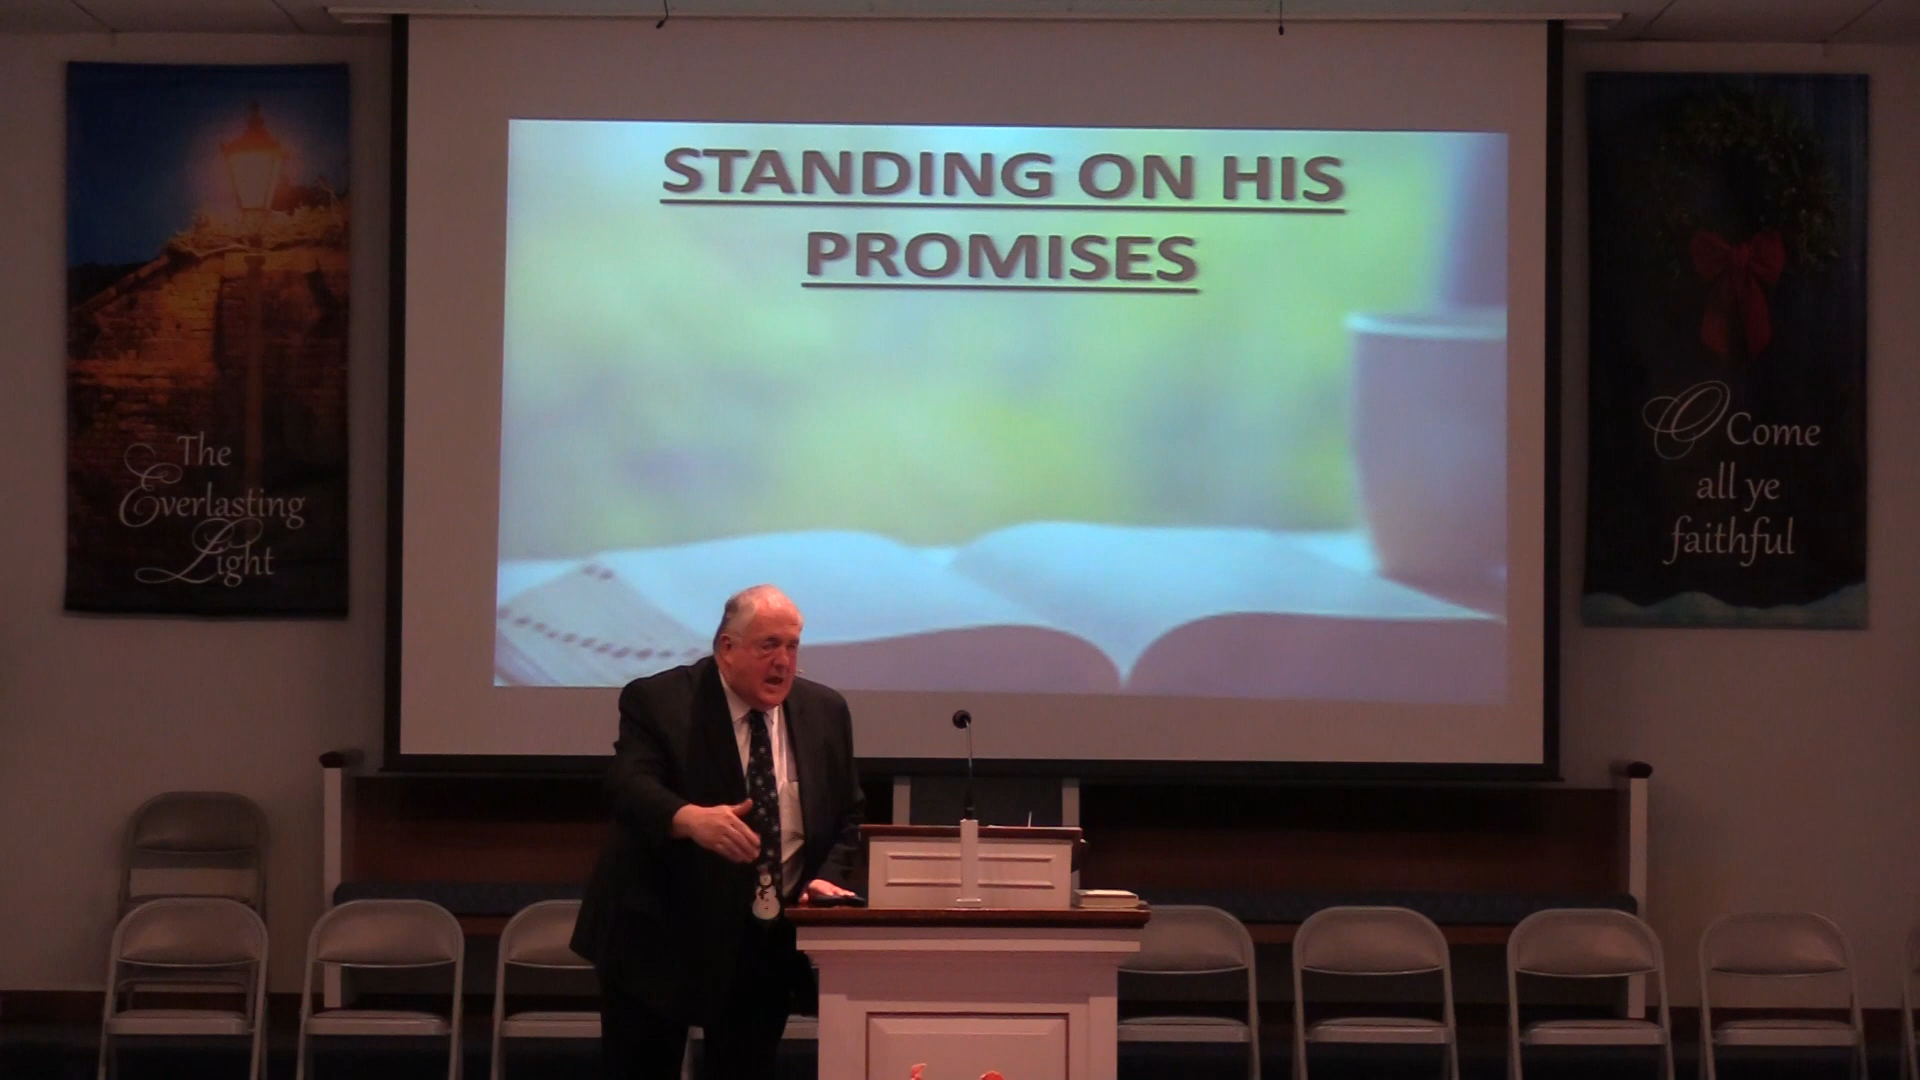 STANDING ON HIS
PROMISES
The
Everlasting
Light
O Come
all ye
faithful